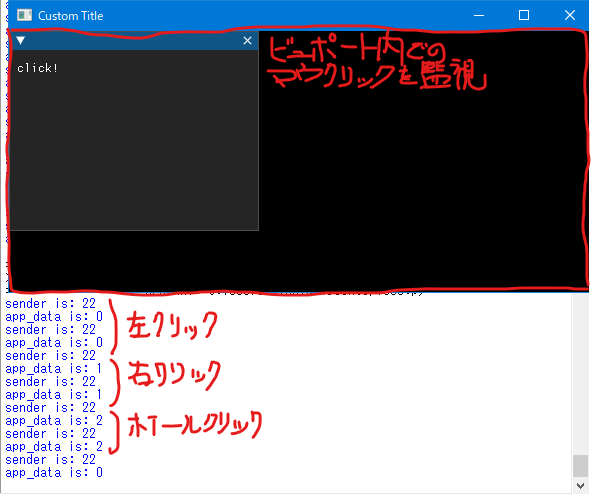 Custom Title
click!
ビュポート内での
マウクリックを監視
sender is: 22
app_data is: 0
sender is: 22
app_data is: 0
左クリック
sender is: 22
app_data is: 1
sender is: 22
app_data is: 1
右クリック
sender is: 22
app_data is: 2
sender is: 22
app_data is: 2
ホイールクリック
sender is: 22
app_data is: 0